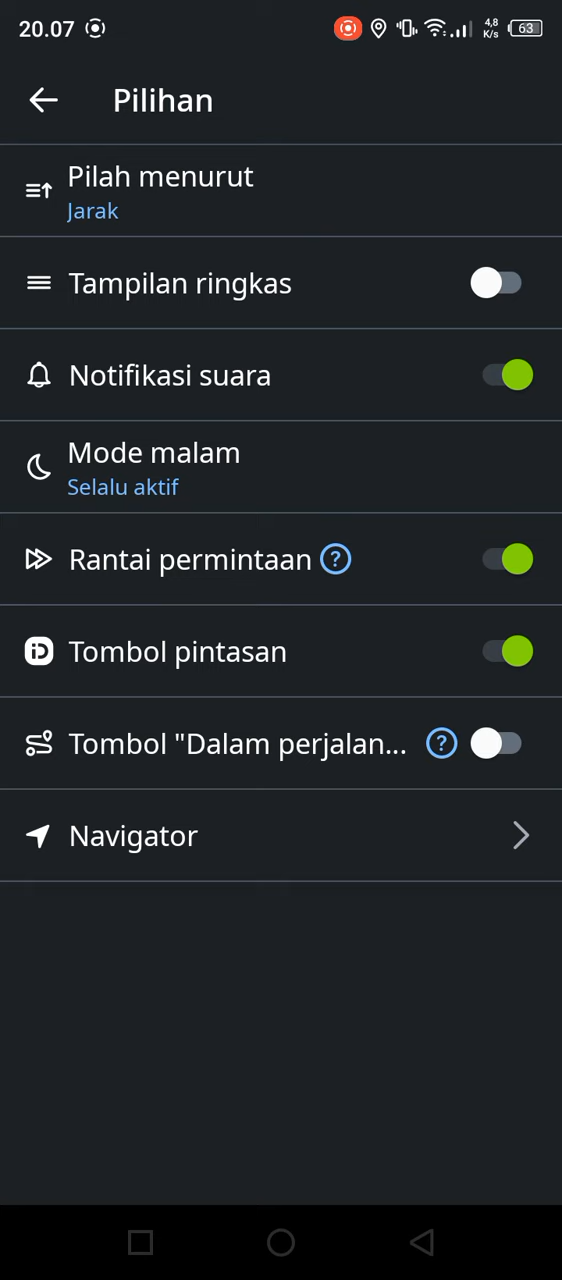 20.07
4,8
K/s
63
Pilihan
Pilah menurut
Jarak
Tampilan ringkas
Notifikasi suara
Mode malam
Selalu aktif
Rantai permintaan ?
iD Tombol pintasan
Tombol "Dalam perjalan... ?
Navigator